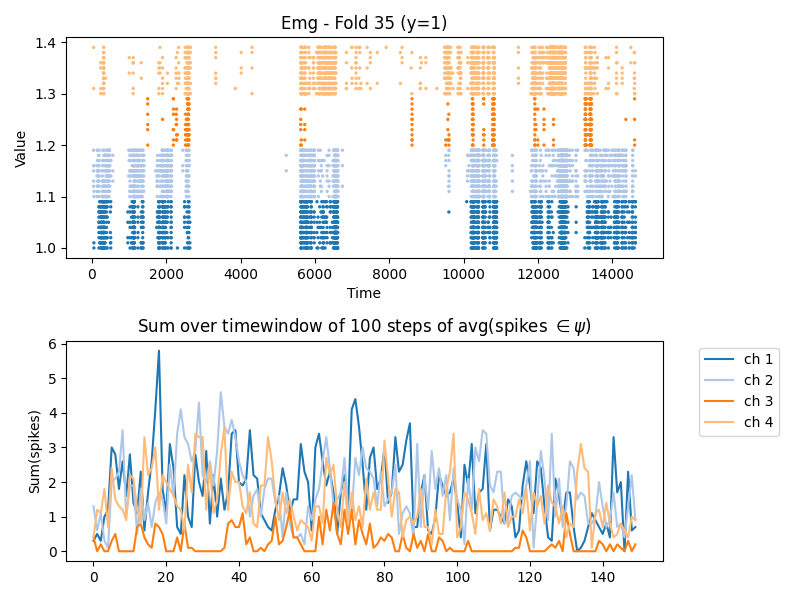 Emg - Fold 35 (y=1)
1.4
1.3
1.2
1.1
1.0
Value
0 2000 4000 6000 8000 10000 12000 14000
Time
Sum over timewindow of 100 steps of avg(spikes ∈ ψ)
6
5
4
3
2
1
0
Sum(spikes)
0 20 40 60 80 100 120 140
ch 1
ch 2
ch 3
ch 4